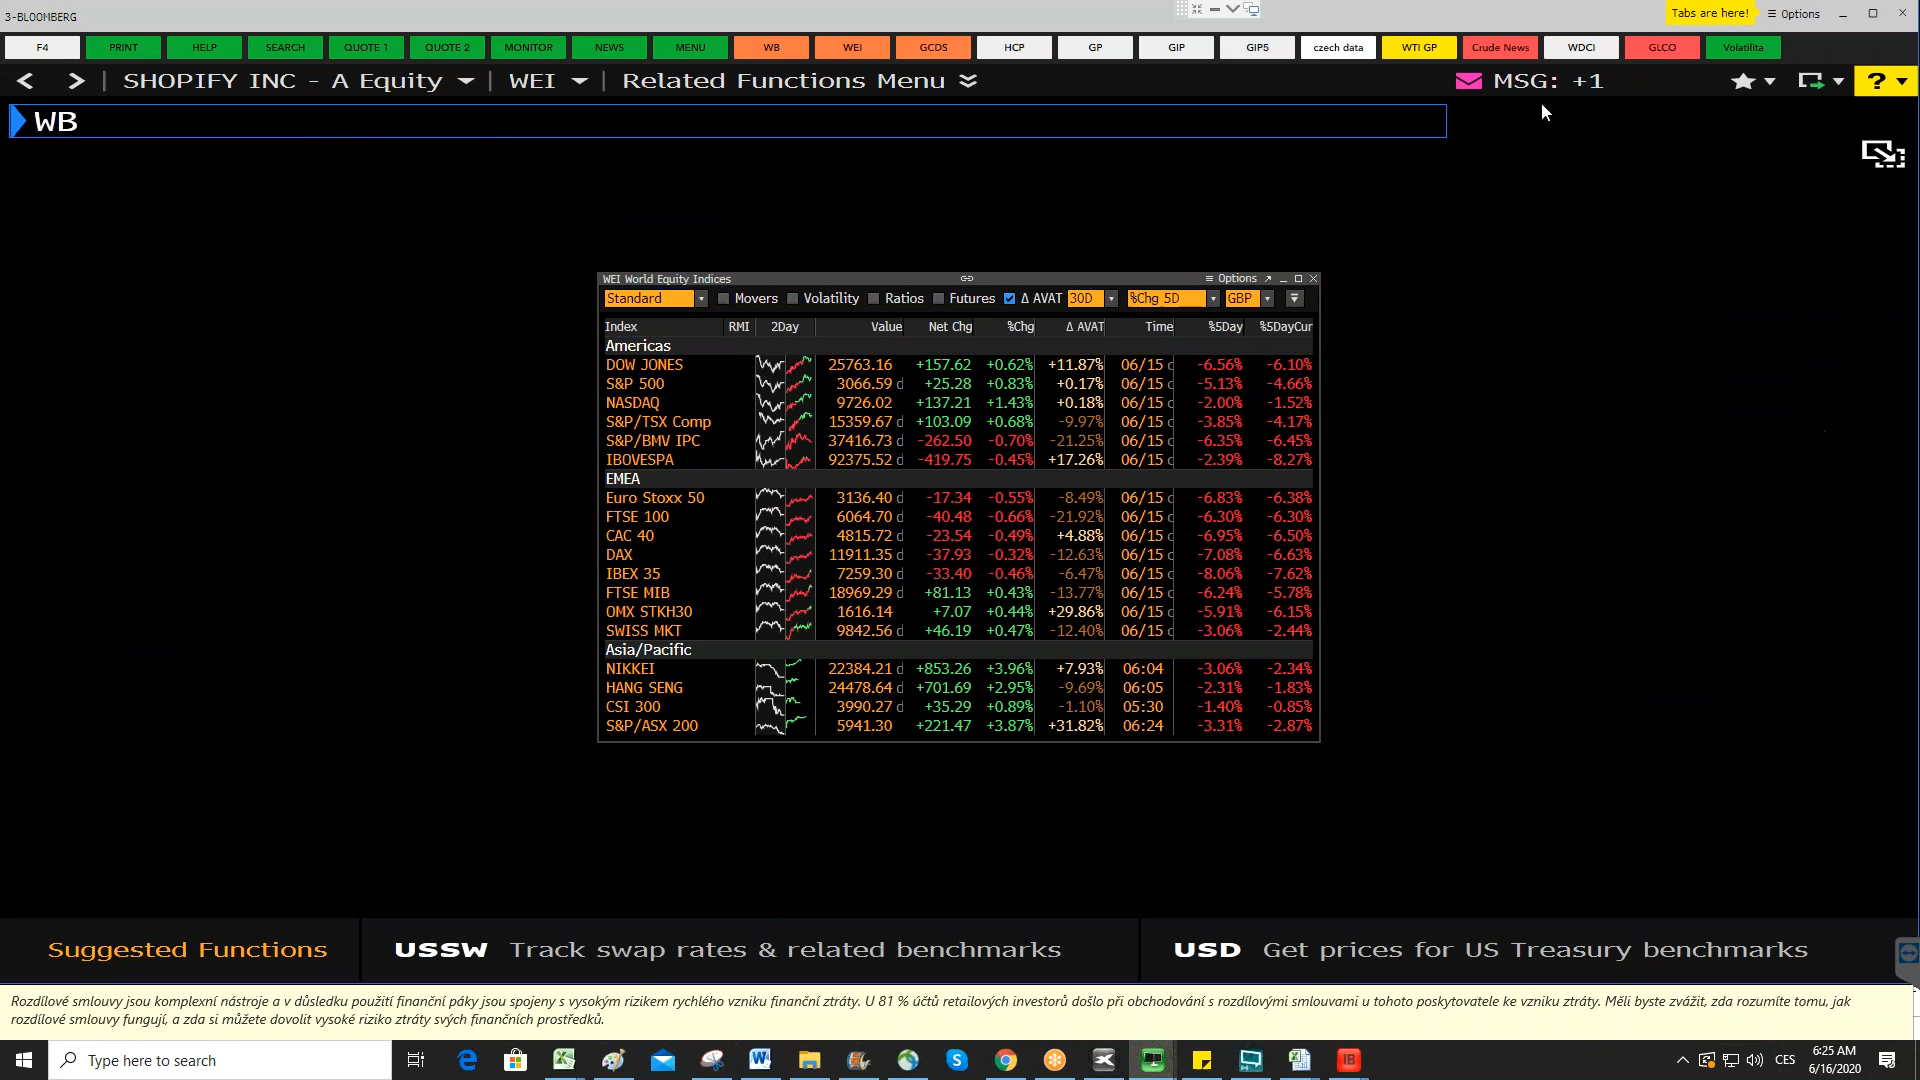 3-BLOOMBERG
Tabs are here! Options
F4 PRINT HELP SEARCH QUOTE 1 QUOTE 2 MONITOR NEWS MENU WB WEI GCDS HCP GP GIP GIP5 czech data WTI GP Crude News WDCI GLCO Volatilita
SHOPIFY INC - A Equity WEI Related Functions Menu MSG: +1 ?
WB
WEI World Equity Indices Options
Standard Movers Volatility Ratios Futures Δ AVAT 30D %Chg 5D GBP
Index RMI 2Day Value Net Chg %Chg Δ AVAT Time %5Day %5DayCur
Americas
DOW JONES 25763.16 +157.62 +0.62% +11.87% 06/15 c -6.56% -6.10%
S&P 500 3066.59 d +25.28 +0.83% +0.17% 06/15 c -5.13% -4.66%
NASDAQ 9726.02 +137.21 +1.43% +0.18% 06/15 c -2.00% -1.52%
S&P/TSX Comp 15359.67 d +103.09 +0.68% -9.97% 06/15 c -3.85% -4.17%
S&P/BMV IPC 37416.73 d -262.50 -0.70% -21.25% 06/15 c -6.35% -6.45%
IBOVESPA 92375.52 d -419.75 -0.45% +17.26% 06/15 c -2.39% -8.27%
EMEA
Euro Stoxx 50 3136.40 d -17.34 -0.55% -8.49% 06/15 c -6.83% -6.38%
FTSE 100 6064.70 d -40.48 -0.66% -21.92% 06/15 c -6.30% -6.30%
CAC 40 4815.72 d -23.54 -0.49% +4.88% 06/15 c -6.95% -6.50%
DAX 11911.35 d -37.93 -0.32% -12.63% 06/15 c -7.08% -6.63%
IBEX 35 7259.30 d -33.40 -0.46% -6.47% 06/15 c -8.06% -7.62%
FTSE MIB 18969.29 d +81.13 +0.43% -13.77% 06/15 c -6.24% -5.78%
OMX STKH30 1616.14 +7.07 +0.44% +29.86% 06/15 c -5.91% -6.15%
SWISS MKT 9842.56 d +46.19 +0.47% -12.40% 06/15 c -3.06% -2.44%
Asia/Pacific
NIKKEI 22384.21 d +853.26 +3.96% +7.93% 06:04 -3.06% -2.34%
HANG SENG 24478.64 d +701.69 +2.95% -9.69% 06:05 -2.31% -1.83%
CSI 300 3990.27 d +35.29 +0.89% -1.10% 05:30 -1.40% -0.85%
S&P/ASX 200 5941.30 +221.47 +3.87% +31.82% 06:24 -3.31% -2.87%
Suggested Functions USSW Track swap rates & related benchmarks USD Get prices for US Treasury benchmarks
Rozdílové smlouvy jsou komplexní nástroje a v důsledku použití finanční páky jsou spojeny s vysokým rizikem rychlého vzniku finanční ztráty. U 81 % účtů retailových investorů došlo při obchodování s rozdílovými smlouvami u tohoto poskytovatele ke vzniku ztráty. Měli byste zvážit, zda rozumíte tomu, jak
rozdílové smlouvy fungují, a zda si můžete dovolit vysoké riziko ztráty svých finančních prostředků.
Type here to search IB CES 6:25 AM
6/16/2020